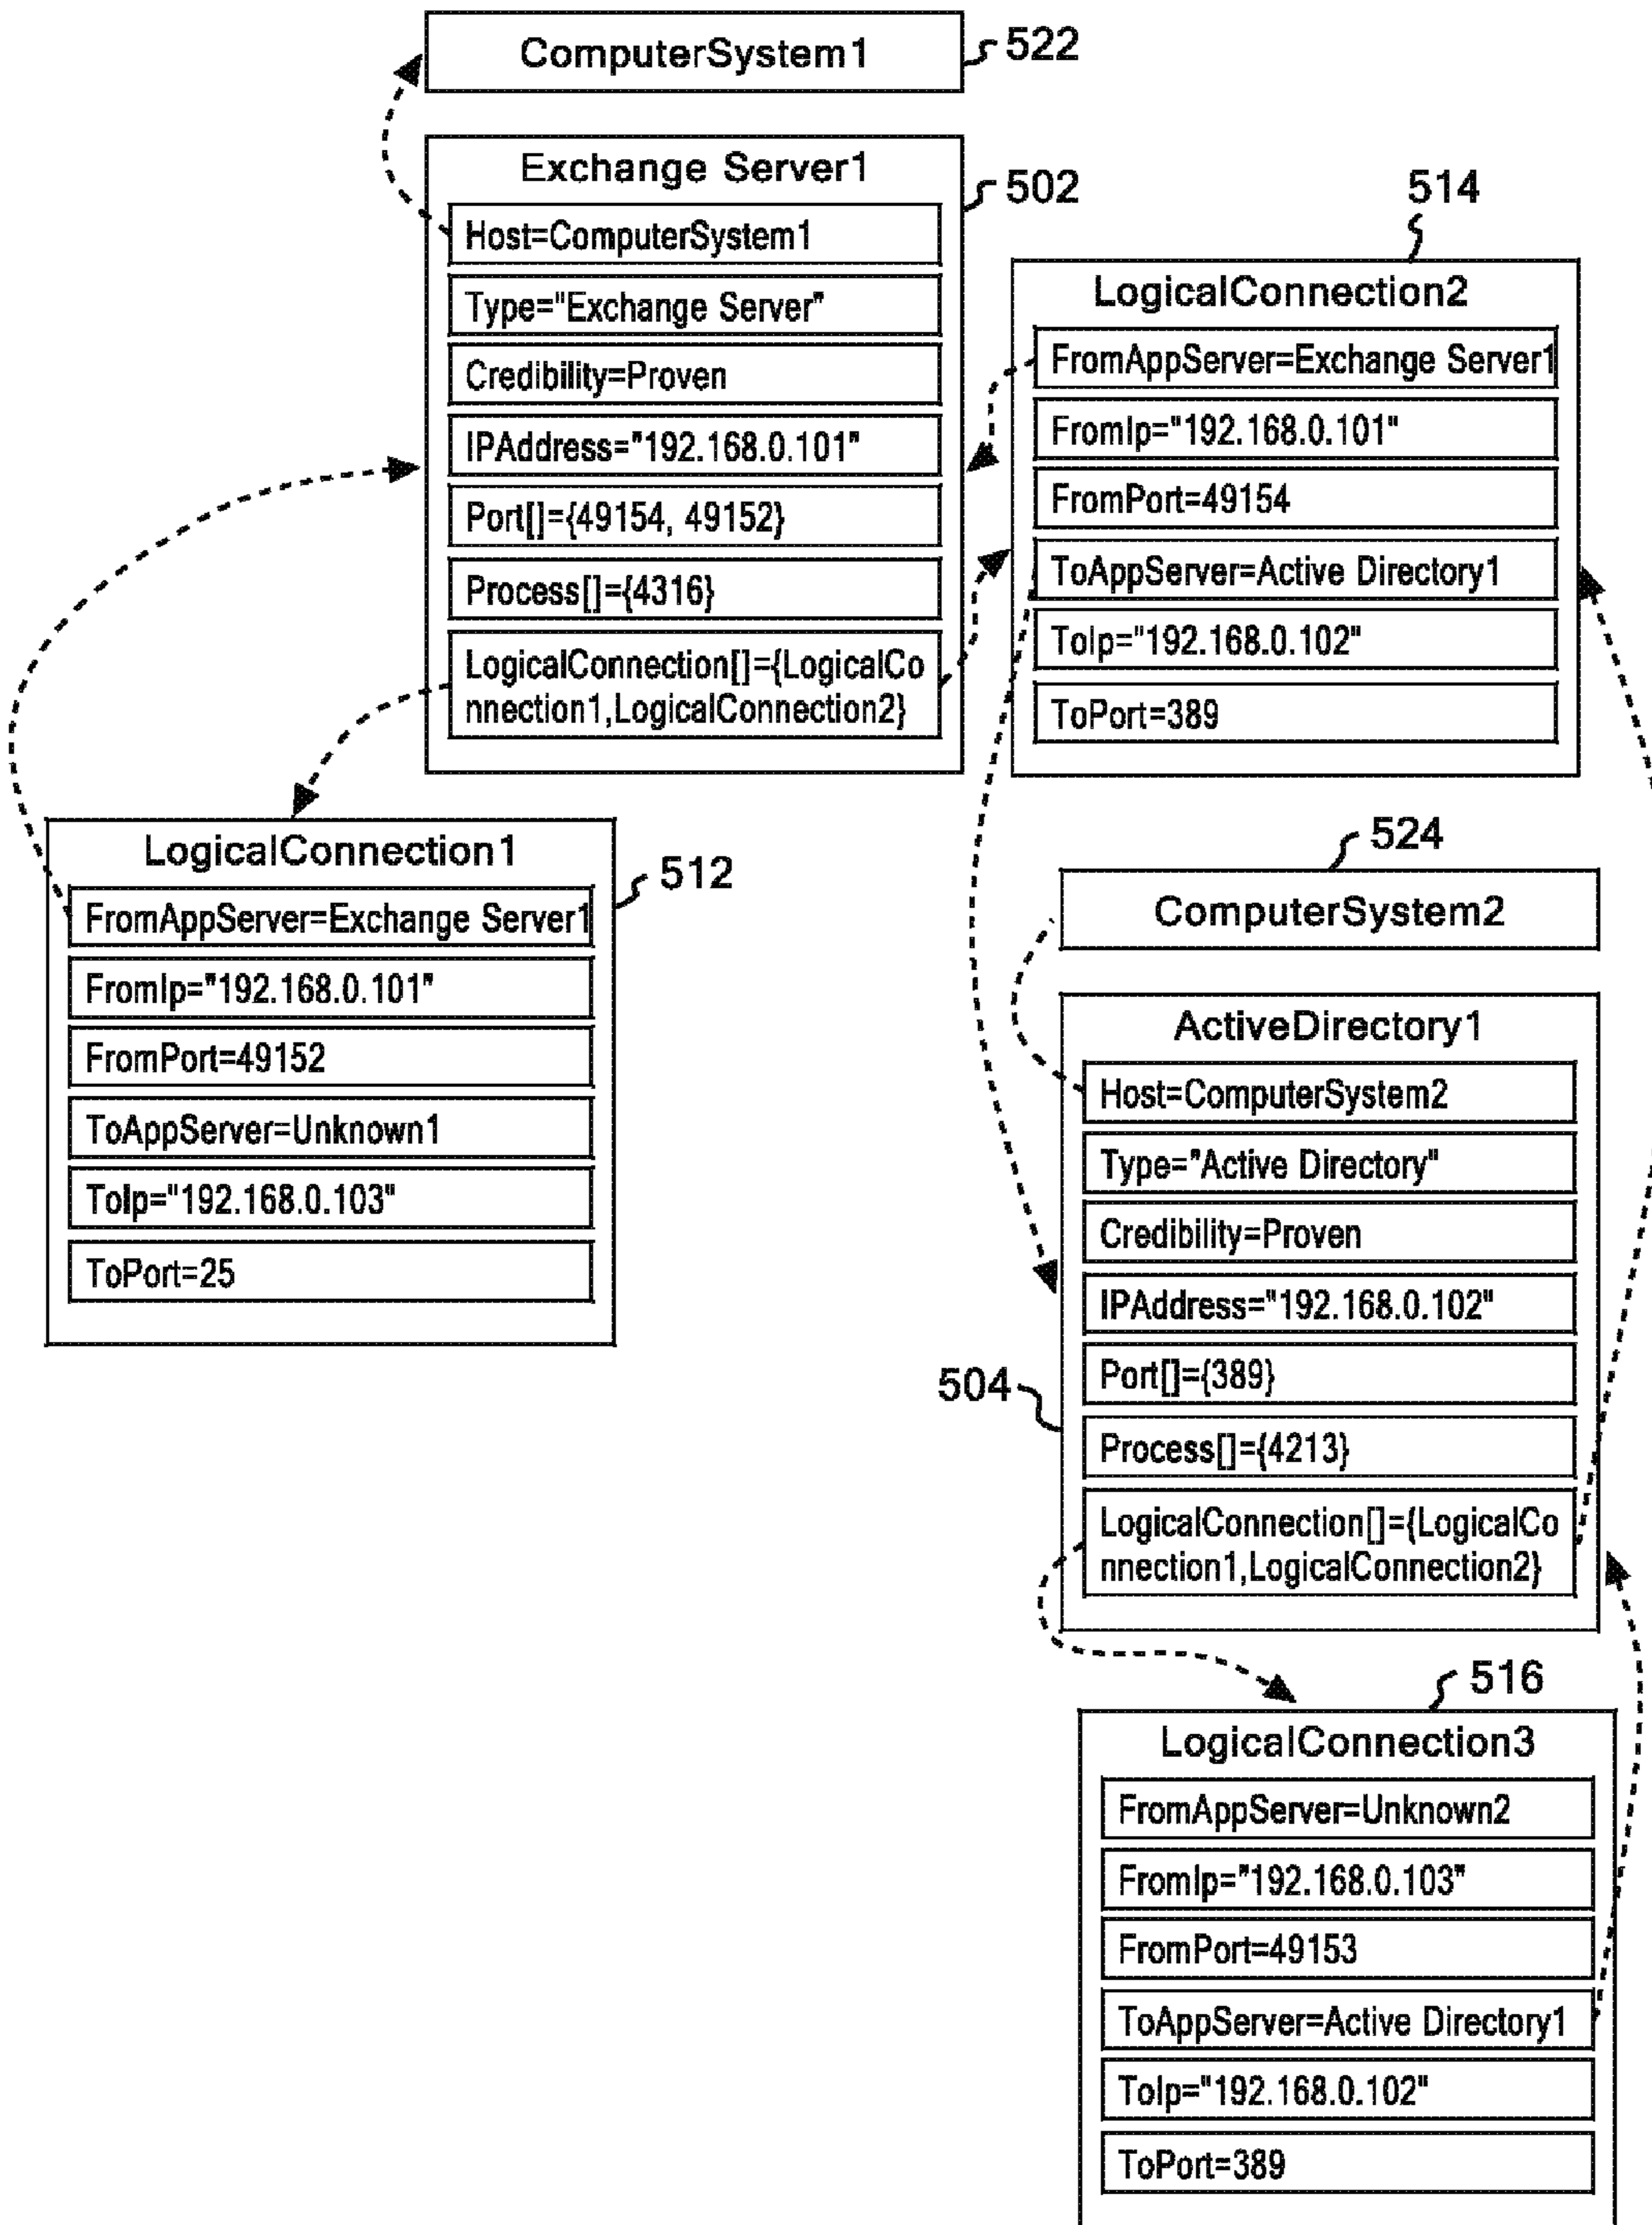 ComputerSystem1
522
Exchange Server1
502
Host=ComputerSystem1
Type="Exchange Server"
Credibility=Proven
IPAddress="192.168.0.101"
Port[]={49154, 49152}
Process[]={4316}
LogicalConnection[]={LogicalCo
nnection1,LogicalConnection2}
514
LogicalConnection2
FromAppServer=Exchange Server1
FromIp="192.168.0.101"
FromPort=49154
ToAppServer=Active Directory1
ToIp="192.168.0.102"
ToPort=389
LogicalConnection1
512
FromAppServer=Exchange Server1
FromIp="192.168.0.101"
FromPort=49152
ToAppServer=Unknown1
ToIp="192.168.0.103"
ToPort=25
524
ComputerSystem2
ActiveDirectory1
Host=ComputerSystem2
Type="Active Directory"
Credibility=Proven
IPAddress="192.168.0.102"
504
Port[]={389}
Process[]={4213}
LogicalConnection[]={LogicalCo
nnection1,LogicalConnection2}
516
LogicalConnection3
FromAppServer=Unknown2
FromIp="192.168.0.103"
FromPort=49153
ToAppServer=Active Directory1
ToIp="192.168.0.102"
ToPort=389